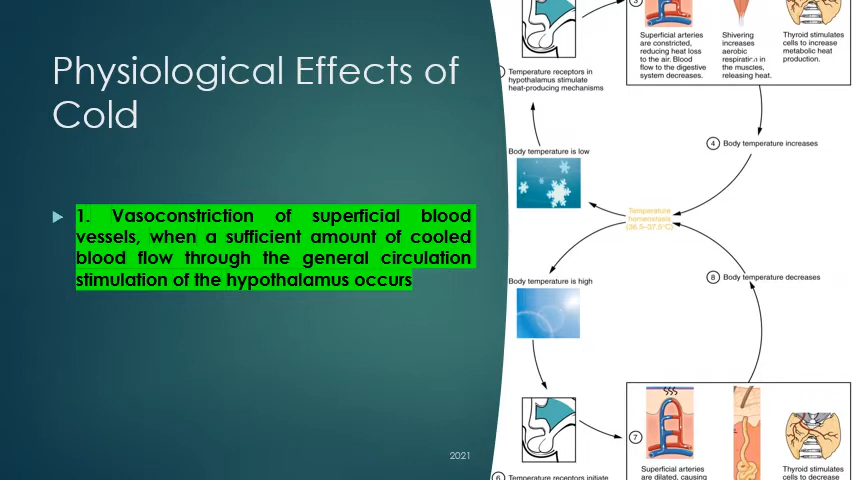 Physiological Effects of
Cold
1. Vasoconstriction of superficial blood
vessels, when a sufficient amount of cooled
blood flow through the general circulation
stimulation of the hypothalamus occurs
2021
3
Superficial arteries
are constricted,
reducing heat loss
to the air. Blood
flow to the digestive
system decreases.
Shivering
increases
aerobic
respiration in
the muscles,
releasing heat.
Thyroid stimulates
cells to increase
metabolic heat
production.
Temperature receptors in
hypothalamus stimulate
heat-producing mechanisms
4 Body temperature increases
Body temperature is low
Temperature
homeostasis
(36.5–37.5°C)
Body temperature is high
8 Body temperature decreases
7
Superficial arteries
are dilated, causing
Thyroid stimulates
cells to decrease
6 Temperature receptors initiate